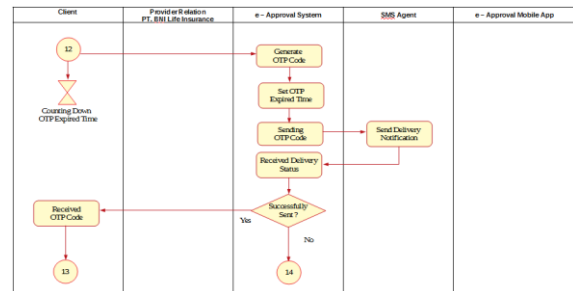 Client
Provider Relation
PT. BNI Life Insurance
e – Approval System
SMS Agent
e – Approval Mobile App
12
Generate
OTP Code
Counting Down
OTP Expired Time
Set OTP
Expired Time
Sending
OTP Code
Send Delivery
Notification
Received Delivery
Status
Successfully
Sent ?
Yes
No
Received
OTP Code
13
14